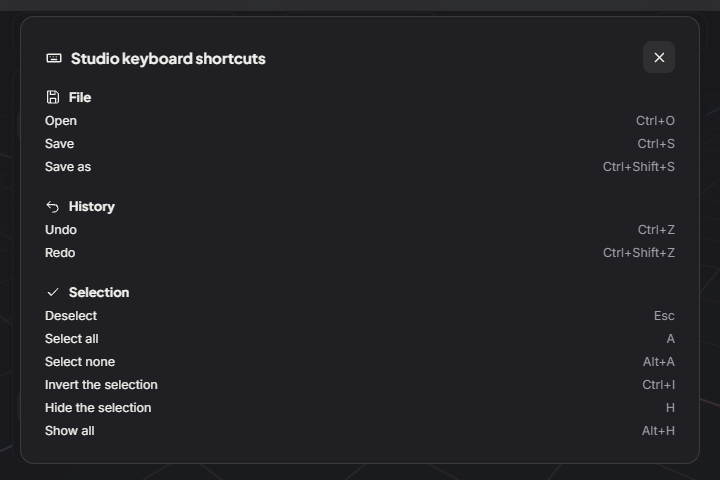 Studio keyboard shortcuts
File
Open Ctrl+O
Save Ctrl+S
Save as Ctrl+Shift+S
History
Undo Ctrl+Z
Redo Ctrl+Shift+Z
Selection
Deselect Esc
Select all A
Select none Alt+A
Invert the selection Ctrl+I
Hide the selection H
Show all Alt+H